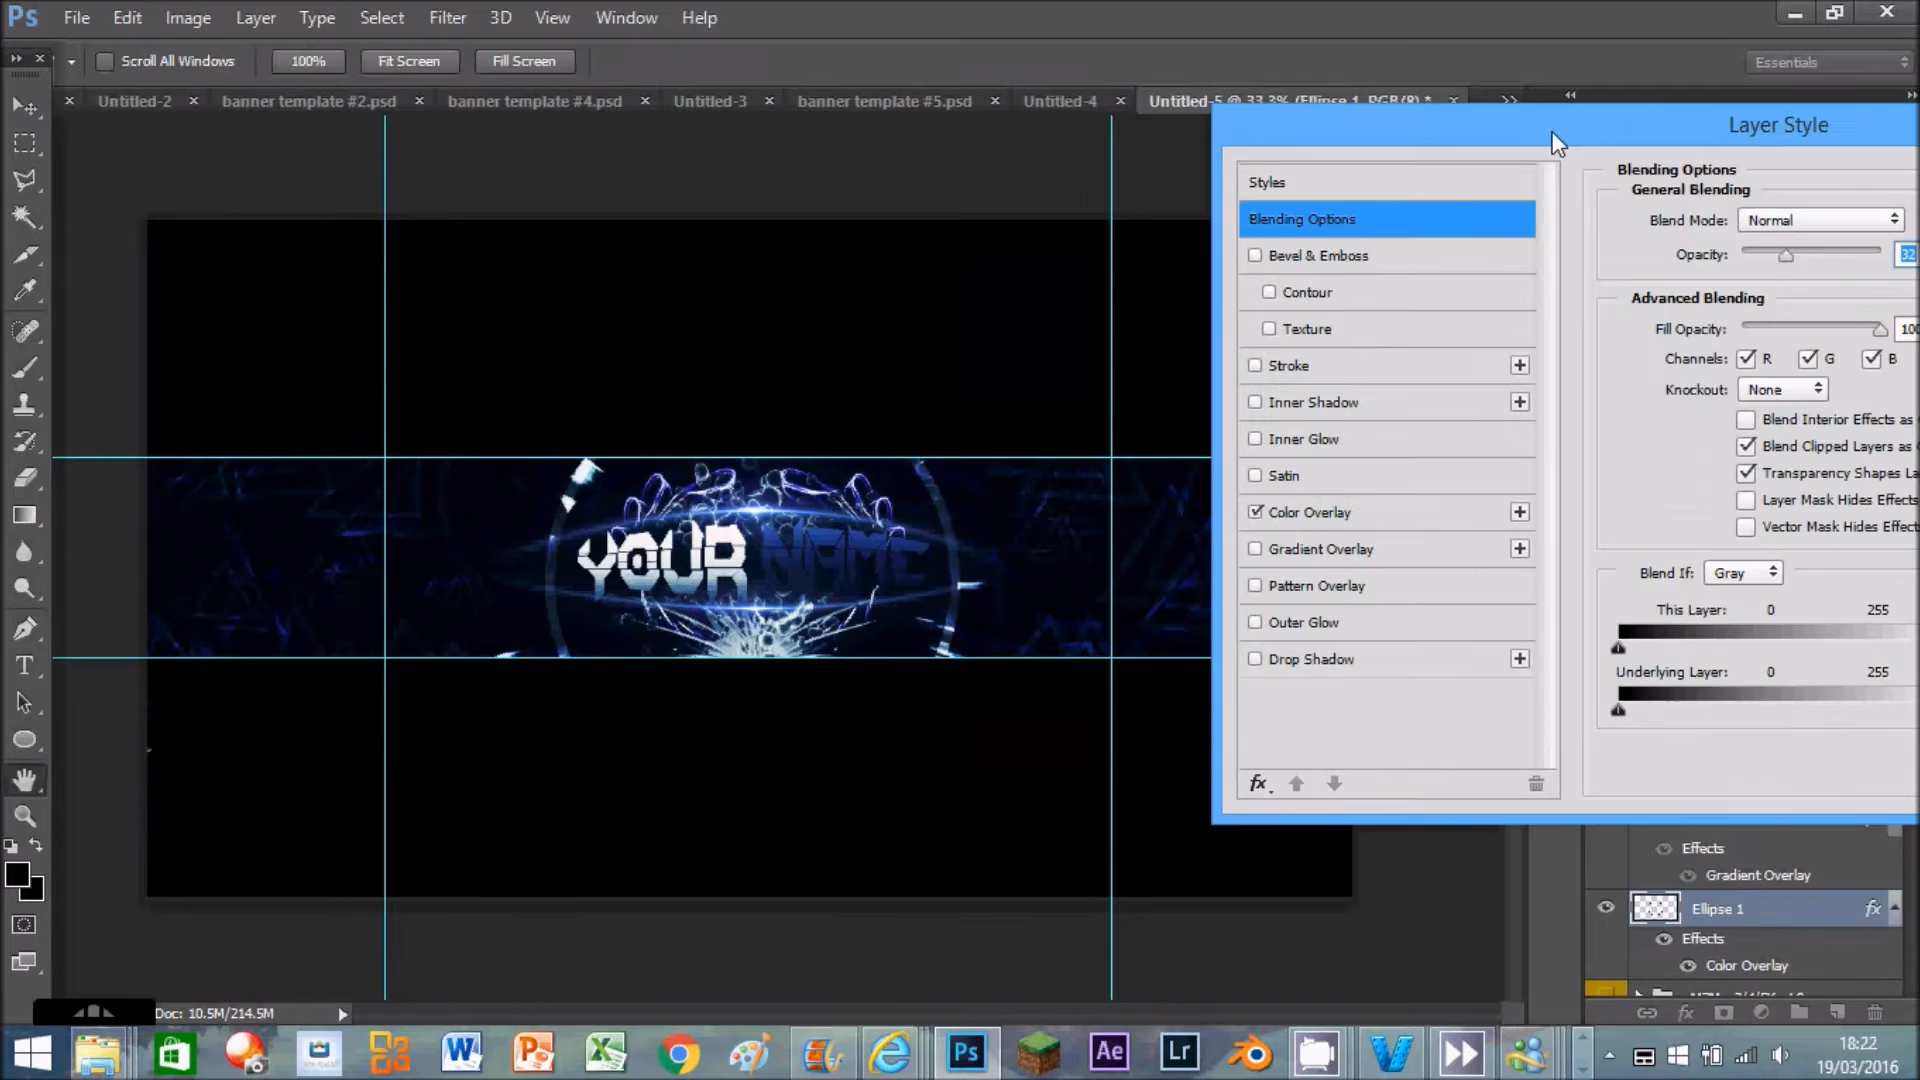 Ps File Edit Image Layer Type Select Filter 3D View Window Help
Scroll All Windows 100% Fit Screen Fill Screen Essentials
Untitled-2 banner template #2.psd banner template #4.psd Untitled-3 banner template #5.psd Untitled-4 Untitled-5 @ 33.3% (Ellipse 1, RGB/8) *
Layer Style
Styles
Blending Options
Bevel & Emboss
Contour
Texture
Stroke
Inner Shadow
Inner Glow
Satin
Color Overlay
Gradient Overlay
Pattern Overlay
Outer Glow
Drop Shadow
fx
Blending Options
General Blending
Blend Mode: Normal
Opacity: 32
Advanced Blending
Fill Opacity: 100
Channels: R G B
Knockout: None
Blend Interior Effects as
Blend Clipped Layers as
Transparency Shapes La
Layer Mask Hides Effects
Vector Mask Hides Effect
Blend If: Gray
This Layer: 0 255
Underlying Layer: 0 255
YOUR NAME
Effects
Gradient Overlay
Ellipse 1 fx
Effects
Color Overlay
fx
Doc: 10.5M/214.5M
Ps Ae Lr
18:22
19/03/2016